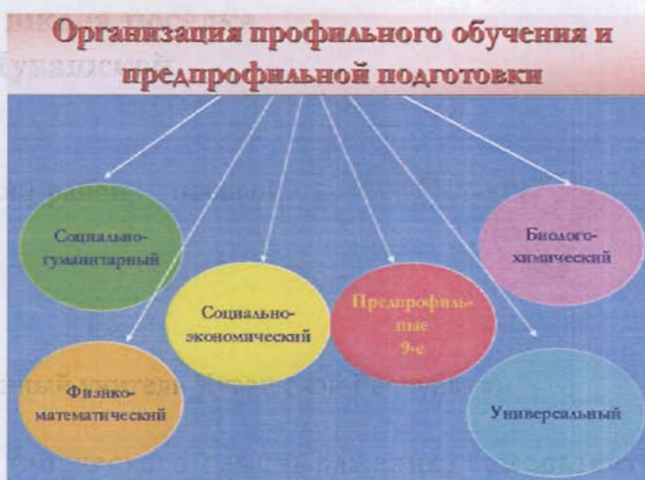 Организация профильного обучения и
предпрофильной подготовки
Социально-
гуманитарный
Биолого-
химический
Социально-
экономический
Предпрофиль-
ные
9-е
Физико-
математический
Универсальный